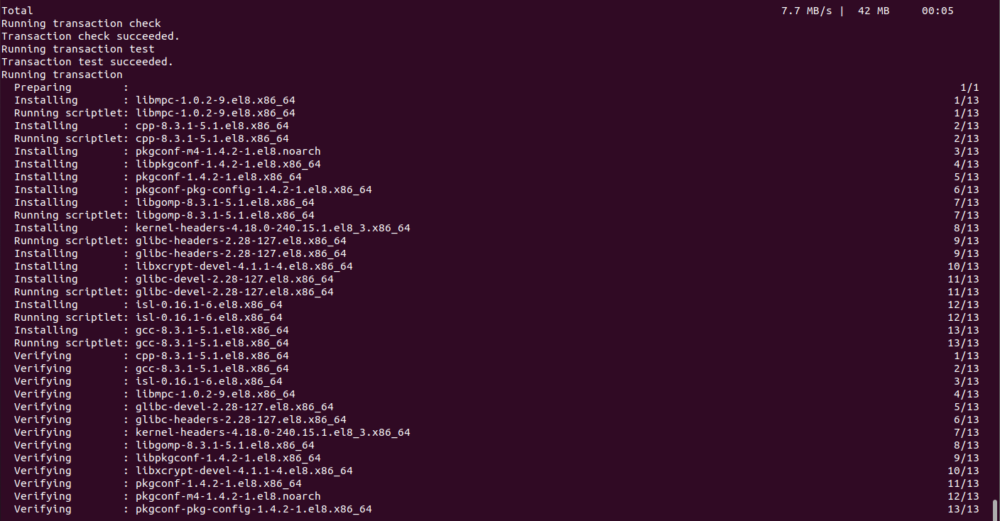 Total 7.7 MB/s | 42 MB 00:05
Running transaction check
Transaction check succeeded.
Running transaction test
Transaction test succeeded.
Running transaction
Preparing : 1/1
Installing : libmpc-1.0.2-9.el8.x86_64 1/13
Running scriptlet: libmpc-1.0.2-9.el8.x86_64 1/13
Installing : cpp-8.3.1-5.1.el8.x86_64 2/13
Running scriptlet: cpp-8.3.1-5.1.el8.x86_64 2/13
Installing : pkgconf-m4-1.4.2-1.el8.noarch 3/13
Installing : libpkgconf-1.4.2-1.el8.x86_64 4/13
Installing : pkgconf-1.4.2-1.el8.x86_64 5/13
Installing : pkgconf-pkg-config-1.4.2-1.el8.x86_64 6/13
Installing : libgomp-8.3.1-5.1.el8.x86_64 7/13
Running scriptlet: libgomp-8.3.1-5.1.el8.x86_64 7/13
Installing : kernel-headers-4.18.0-240.15.1.el8_3.x86_64 8/13
Running scriptlet: glibc-headers-2.28-127.el8.x86_64 9/13
Installing : glibc-headers-2.28-127.el8.x86_64 9/13
Installing : libxcrypt-devel-4.1.1-4.el8.x86_64 10/13
Installing : glibc-devel-2.28-127.el8.x86_64 11/13
Running scriptlet: glibc-devel-2.28-127.el8.x86_64 11/13
Installing : isl-0.16.1-6.el8.x86_64 12/13
Running scriptlet: isl-0.16.1-6.el8.x86_64 12/13
Installing : gcc-8.3.1-5.1.el8.x86_64 13/13
Running scriptlet: gcc-8.3.1-5.1.el8.x86_64 13/13
Verifying : cpp-8.3.1-5.1.el8.x86_64 1/13
Verifying : gcc-8.3.1-5.1.el8.x86_64 2/13
Verifying : isl-0.16.1-6.el8.x86_64 3/13
Verifying : libmpc-1.0.2-9.el8.x86_64 4/13
Verifying : glibc-devel-2.28-127.el8.x86_64 5/13
Verifying : glibc-headers-2.28-127.el8.x86_64 6/13
Verifying : kernel-headers-4.18.0-240.15.1.el8_3.x86_64 7/13
Verifying : libgomp-8.3.1-5.1.el8.x86_64 8/13
Verifying : libpkgconf-1.4.2-1.el8.x86_64 9/13
Verifying : libxcrypt-devel-4.1.1-4.el8.x86_64 10/13
Verifying : pkgconf-1.4.2-1.el8.x86_64 11/13
Verifying : pkgconf-m4-1.4.2-1.el8.noarch 12/13
Verifying : pkgconf-pkg-config-1.4.2-1.el8.x86_64 13/13